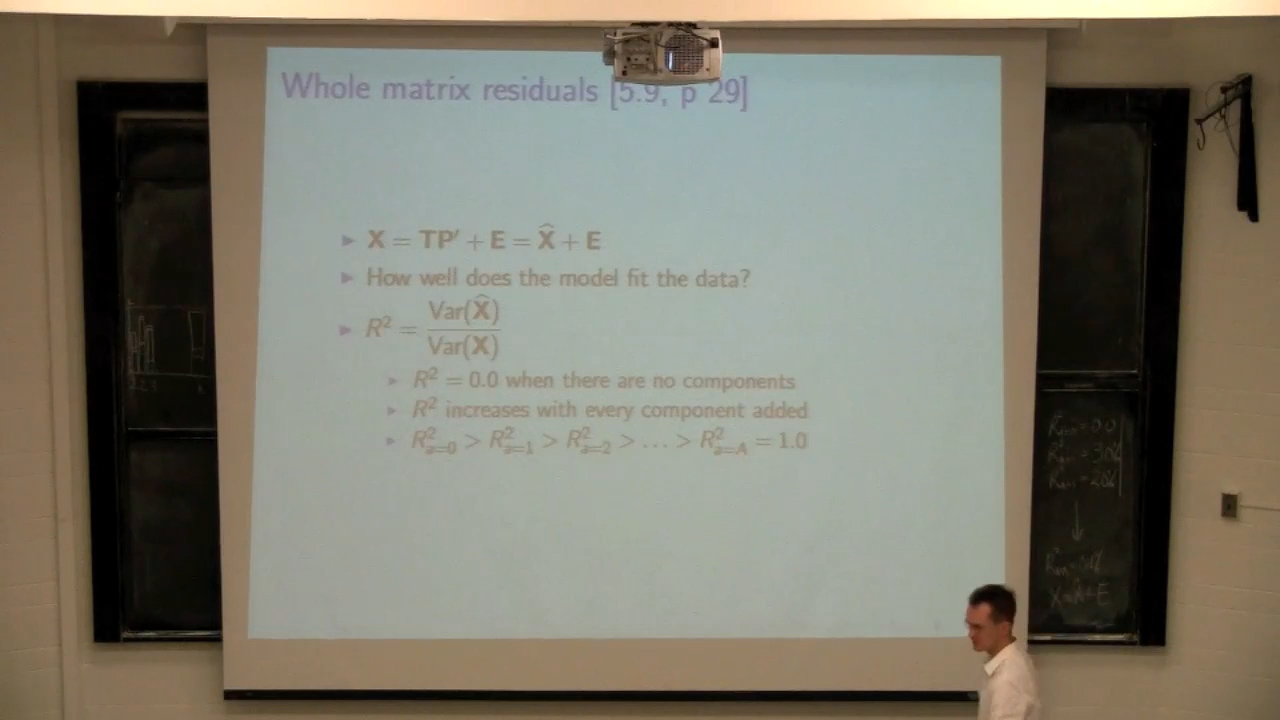 Whole matrix residuals [5.9, p 29]
► X = TP′ + E = X̂ + E
► How well does the model fit the data?
► R² = Var(X̂) / Var(X)
► R² = 0.0 when there are no components
► R² increases with every component added
► R²ₐ₌₀ > R²ₐ₌₁ > R²ₐ₌₂ > … > R²ₐ₌A = 1.0